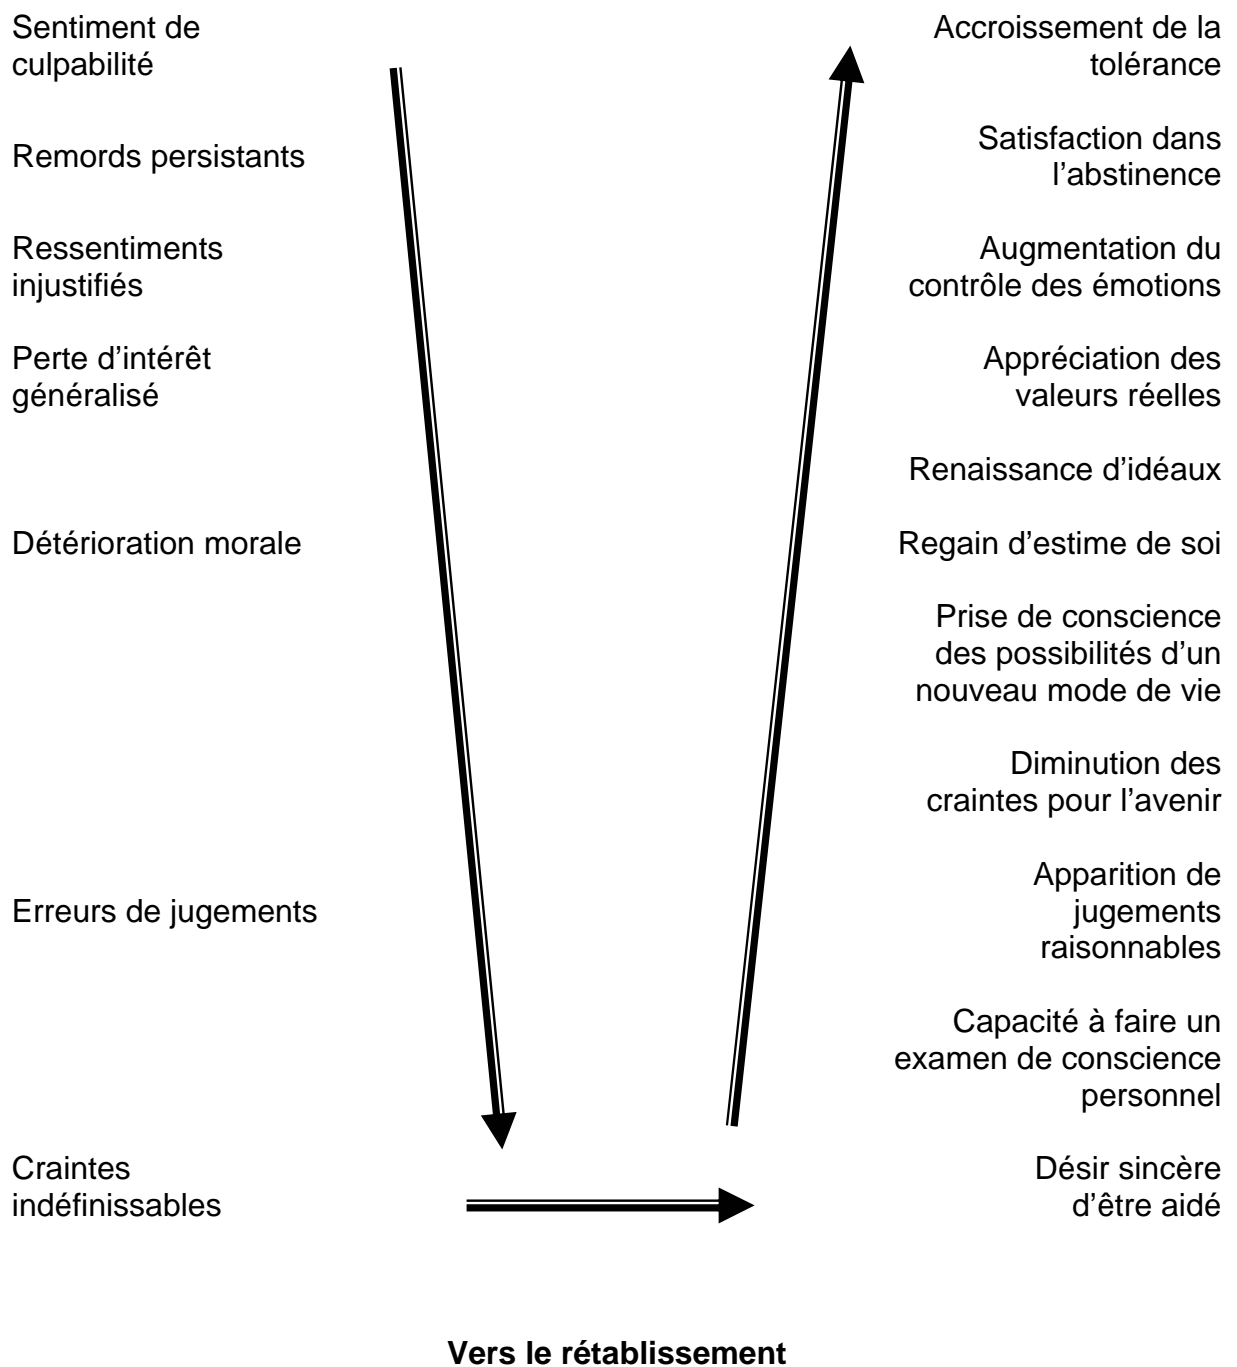 Sentiment de
culpabilité
Remords persistants
Ressentiments
injustifiés
Perte d’intérêt
généralisé
Détérioration morale
Erreurs de jugements
Craintes
indéfinissables
Accroissement de la
tolérance
Satisfaction dans
l’abstinence
Augmentation du
contrôle des émotions
Appréciation des
valeurs réelles
Renaissance d’idéaux
Regain d’estime de soi
Prise de conscience
des possibilités d’un
nouveau mode de vie
Diminution des
craintes pour l’avenir
Apparition de
jugements
raisonnables
Capacité à faire un
examen de conscience
personnel
Désir sincère
d’être aidé
Vers le rétablissement